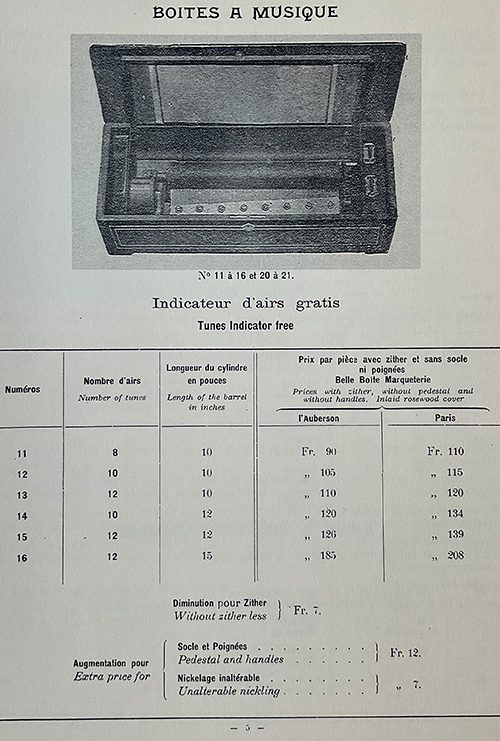 BOITES A MUSIQUE
Nº 11 à 16 et 20 à 21.
Indicateur d'airs gratis
Tunes Indicator free
Numéros
Nombre d'airs
Number of tunes
Longueur du cylindre
en pouces
Length of the barrel
in inches
Prix par pièce avec zither et sans socle
ni poignées
Belle Boite Marqueterie
Prices with zither, without pedestal and
without handles. Inlaid rosewood cover
l'Auberson Paris
11 8 10 Fr. 90 Fr. 110
12 10 10 „ 105 „ 115
13 12 10 „ 110 „ 120
14 10 12 „ 120 „ 134
15 12 12 „ 126 „ 139
16 12 15 „ 185 „ 208
Diminution pour Zither
Without zither less
Fr. 7.
Augmentation pour
Extra price for
Socle et Poignées . . . . . . . .
Pedestal and handles . . . . . . .
Fr. 12.
Nickelage inaltérable . . . . . . .
Unalterable nickling . . . . . . .
„ 7.
— 5 —